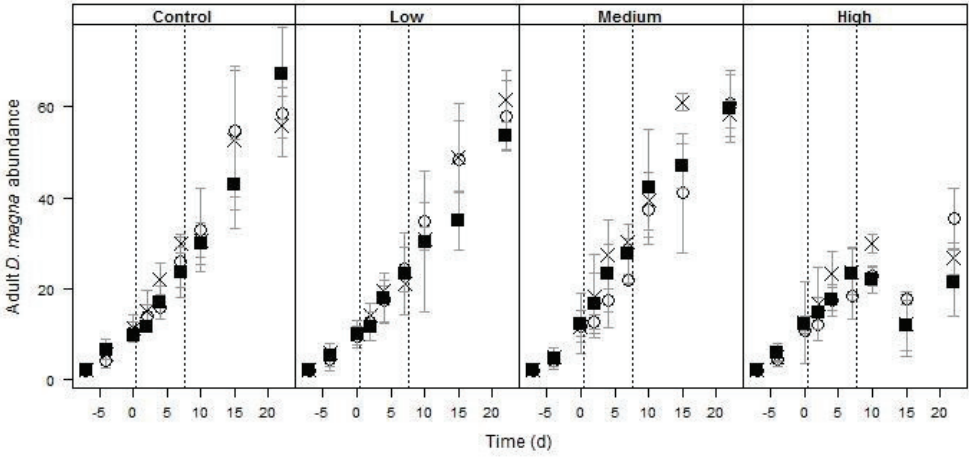 Control Low Medium High
Adult D. magna abundance
60
40
20
0
-5 0 5 10 15 20 -5 0 5 10 15 20 -5 0 5 10 15 20 -5 0 5 10 15 20
Time (d)